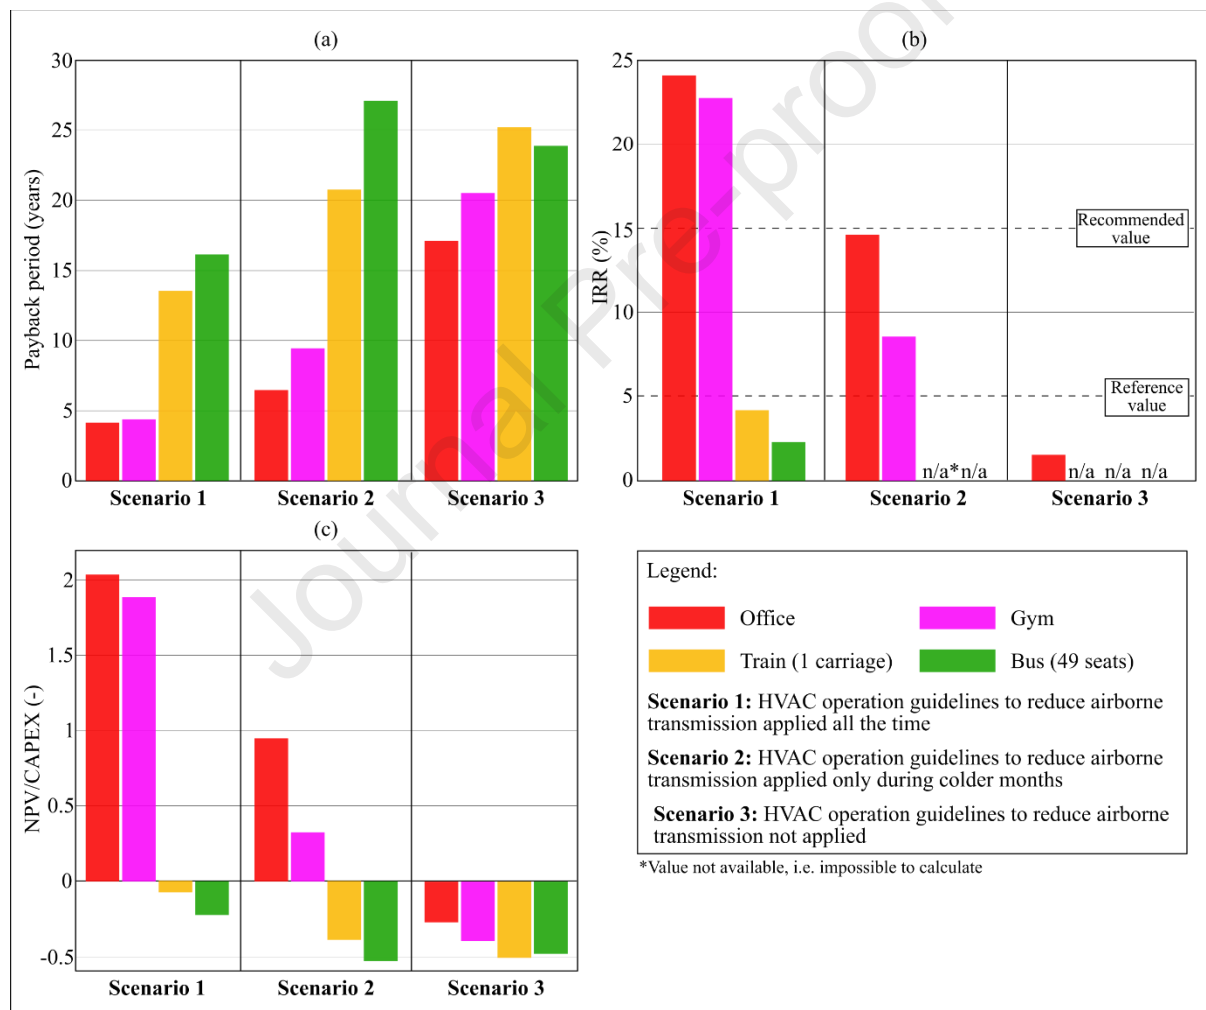 (a)
30
25
20
15
10
5
0
Payback period (years)
Scenario 1
Scenario 2
Scenario 3
(b)
25
20
15
10
5
0
IRR (%)
Recommended
value
Reference
value
n/a* n/a
n/a n/a n/a
Scenario 1
Scenario 2
Scenario 3
(c)
2
1.5
1
0.5
0
-0.5
NPV/CAPEX (-)
Scenario 1
Scenario 2
Scenario 3
Legend:
Office
Gym
Train (1 carriage)
Bus (49 seats)
Scenario 1: HVAC operation guidelines to reduce airborne
transmission applied all the time
Scenario 2: HVAC operation guidelines to reduce airborne
transmission applied only during colder months
Scenario 3: HVAC operation guidelines to reduce airborne
transmission not applied
*Value not available, i.e. impossible to calculate
Journal Pre-proof